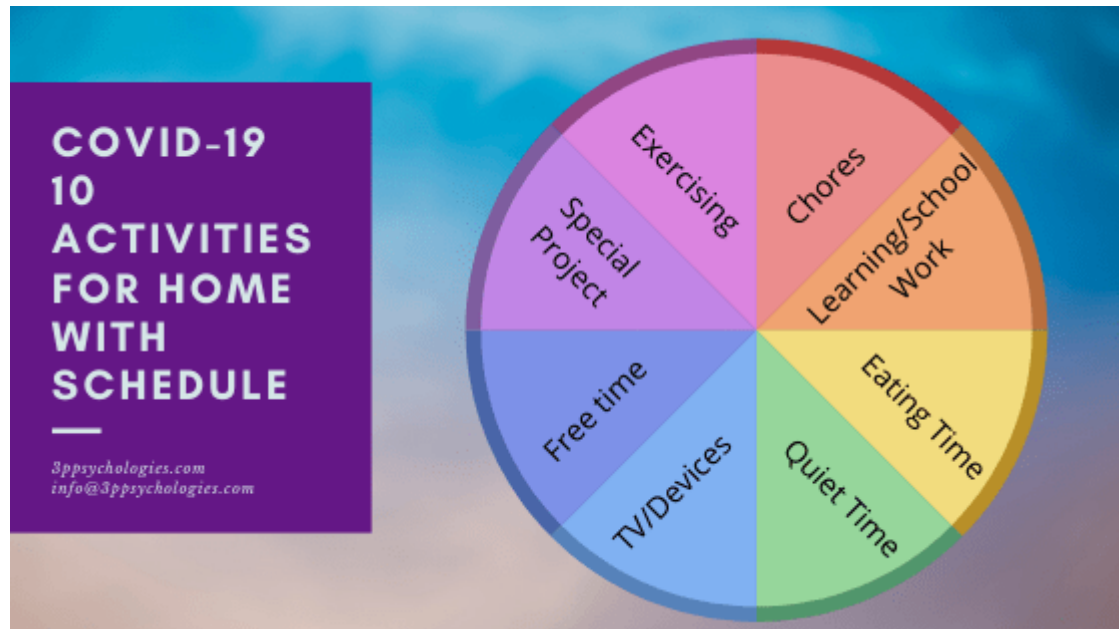 COVID-19
10
ACTIVITIES
FOR HOME
WITH
SCHEDULE
3ppsychologies.com
info@3ppsychologies.com
Exercising
Chores
Learning/School
Work
Eating Time
Quiet Time
TV/Devices
Free time
Special
Project